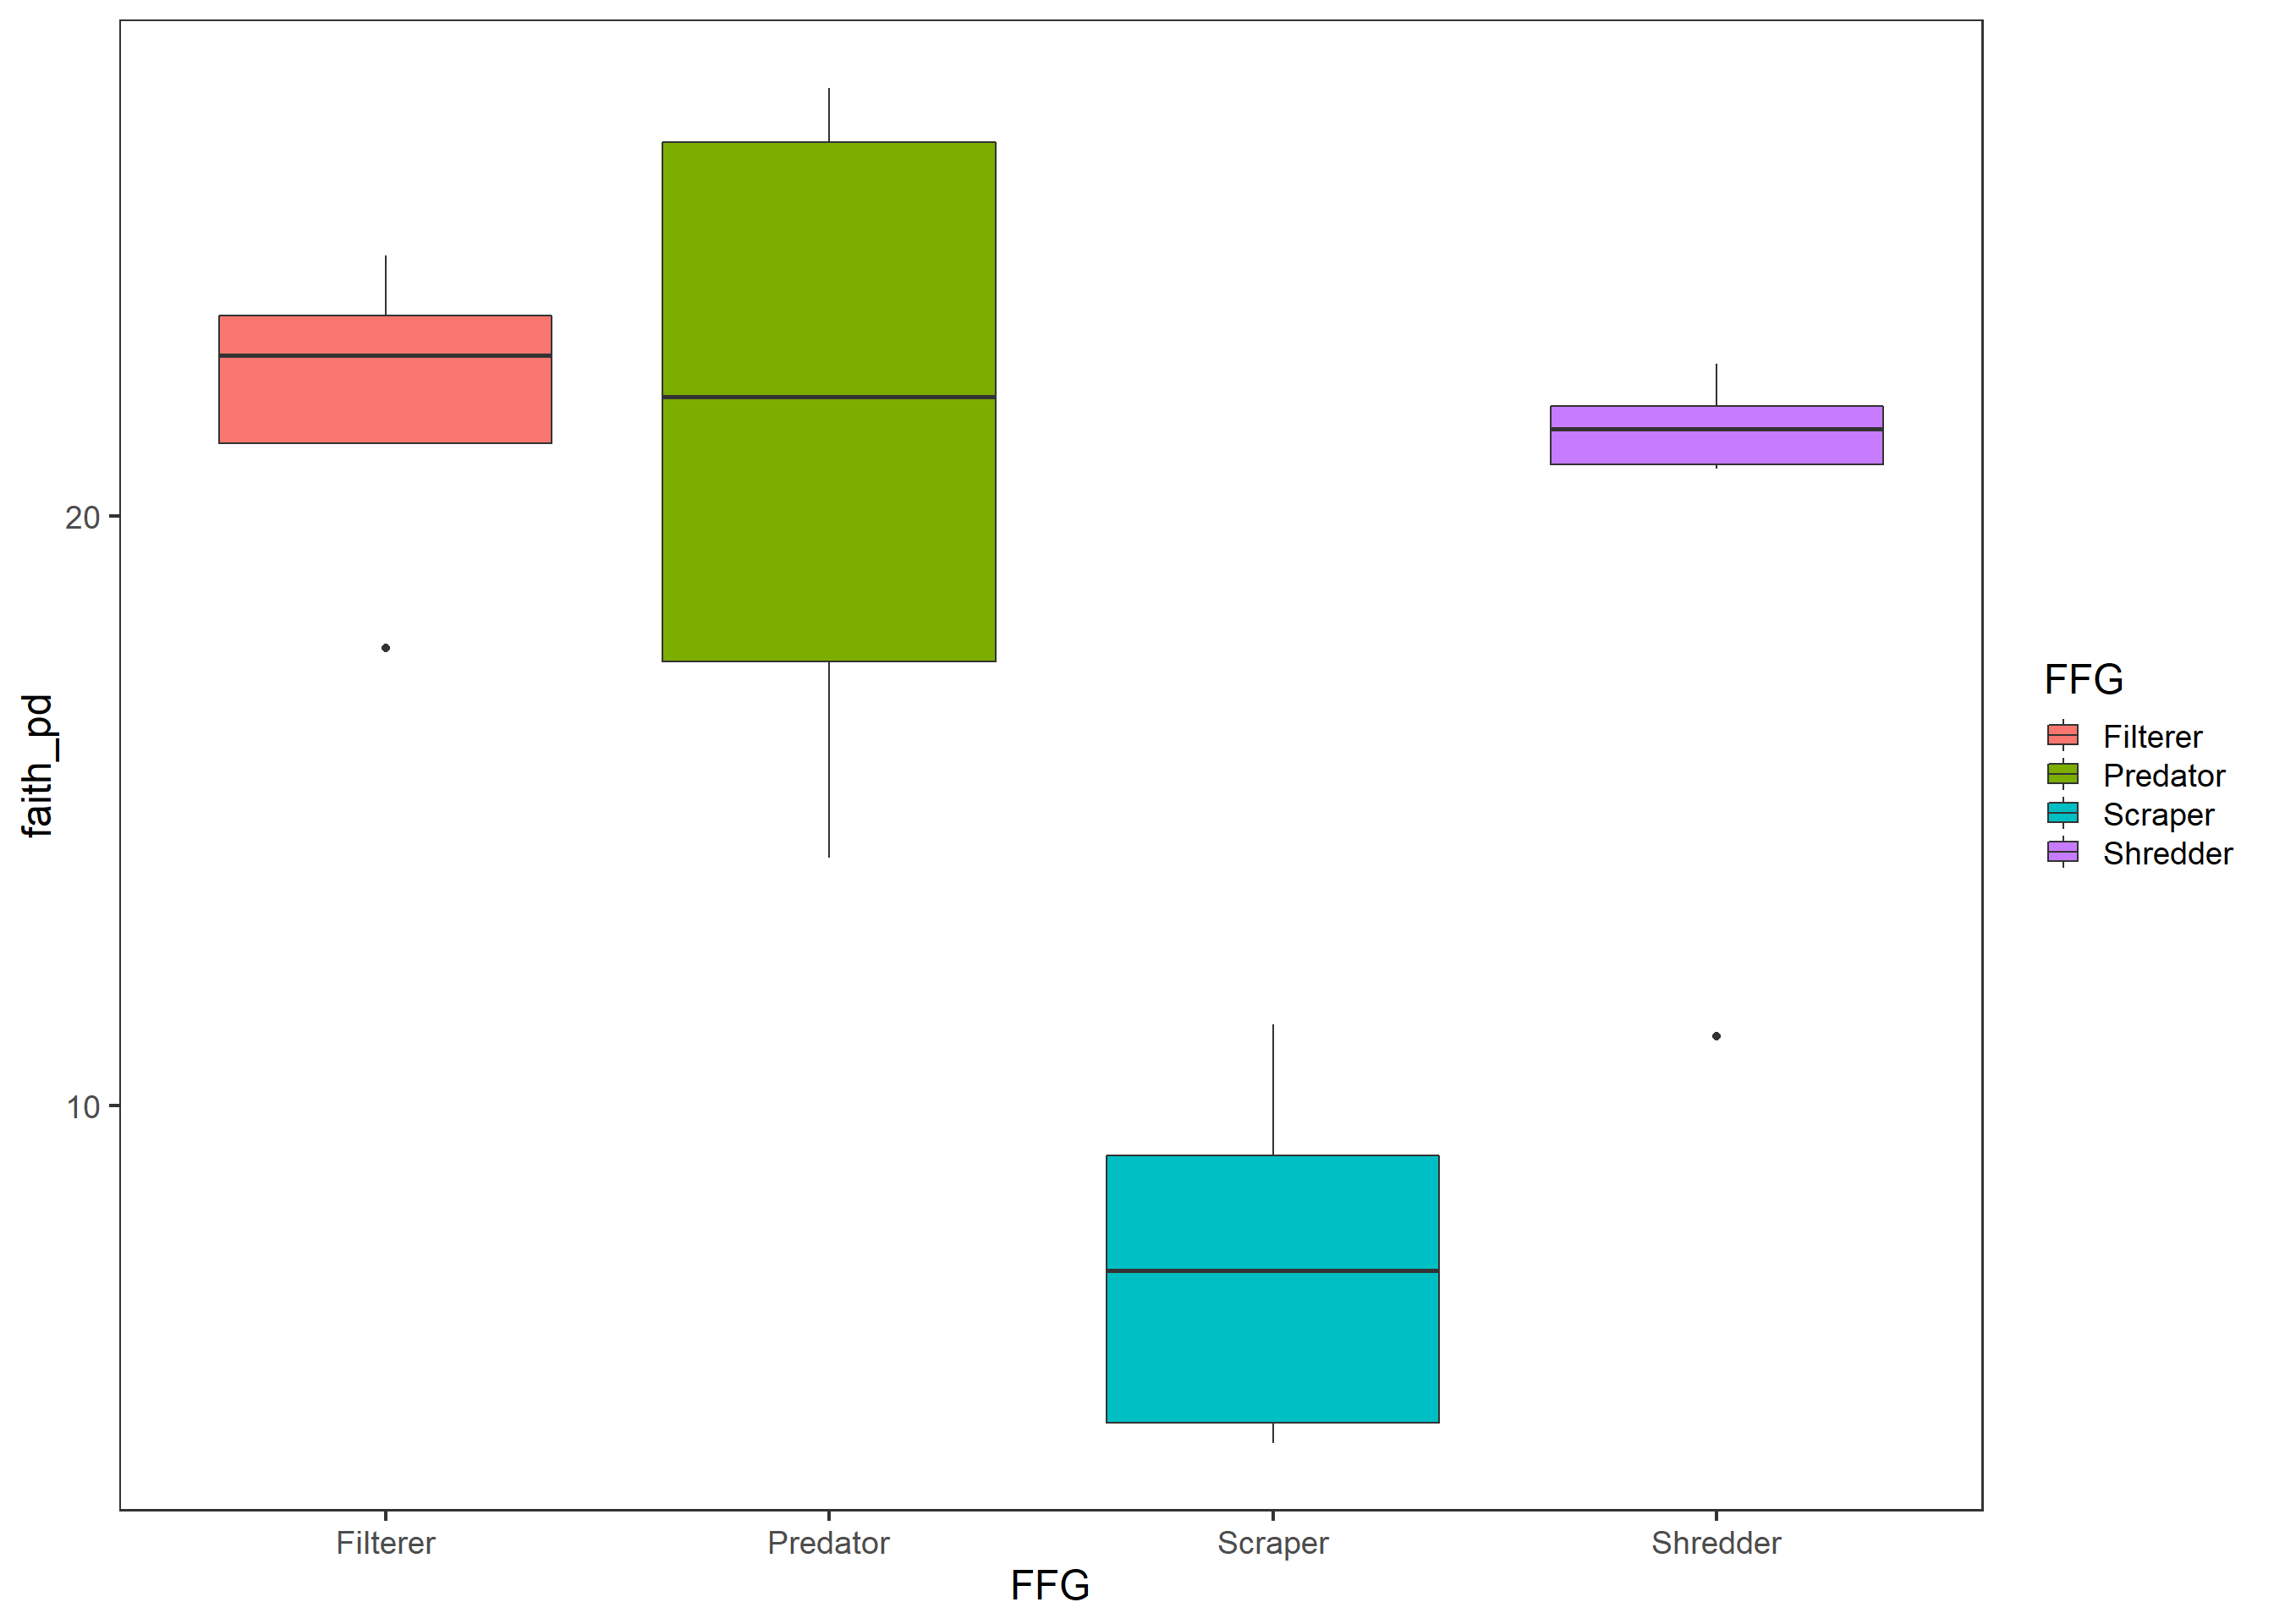 faith_pd
20
10
Filterer
Predator
Scraper
Shredder
FFG
FFG
Filterer
Predator
Scraper
Shredder